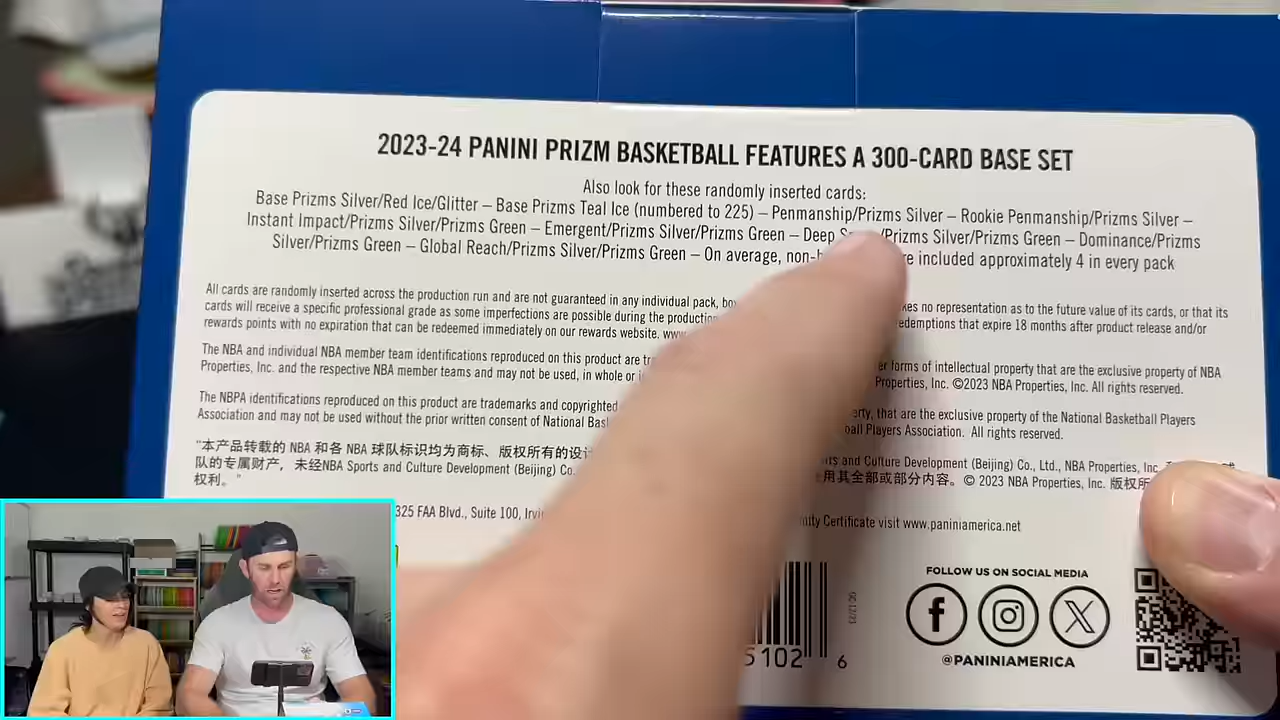 2023-24 PANINI PRIZM BASKETBALL FEATURES A 300-CARD BASE SET
Also look for these randomly inserted cards:
Base Prizms Silver/Red Ice/Glitter – Base Prizms Teal Ice (numbered to 225) – Penmanship/Prizms Silver – Rookie Penmanship/Prizms Silver –
Instant Impact/Prizms Silver/Prizms Green – Emergent/Prizms Silver/Prizms Green – Deep /Prizms Silver/Prizms Green – Dominance/Prizms
Silver/Prizms Green – Global Reach/Prizms Silver/Prizms Green – On average, included approximately 4 in every pack
All cards are randomly inserted across the production run and are not guaranteed in any individual pack, makes no representation as to the future value of its cards, or that its
cards will receive a specific professional grade as some imperfections are possible during the production redemptions that expire 18 months after product release and/or
rewards points with no expiration that can be redeemed immediately on our rewards website.
The NBA and individual NBA member team identifications reproduced on this product are forms of intellectual property that are the exclusive property of NBA
Properties, Inc. and the respective NBA member teams and may not be used, in whole or Properties, Inc. ©2023 NBA Properties, Inc. All rights reserved.
The NBPA identifications reproduced on this product are trademarks and copyrighted that are the exclusive property of the National Basketball Players
Association and may not be used without the prior written consent of National Players Association. All rights reserved.
"本产品转载的 NBA 和各 NBA 球队标识均为商标、版权所有的设 and Culture Development (Beijing) Co., Ltd., NBA Properties, Inc.
队的专属财产，未经NBA Sports and Culture Development (Beijing) Co. 用其全部或部分内容。© 2023 NBA Properties, Inc. 版权所
权利。"
325 FAA Blvd., Suite 100, Certificate visit www.paniniamerica.net
FOLLOW US ON SOCIAL MEDIA
@PANINIAMERICA
5102 6